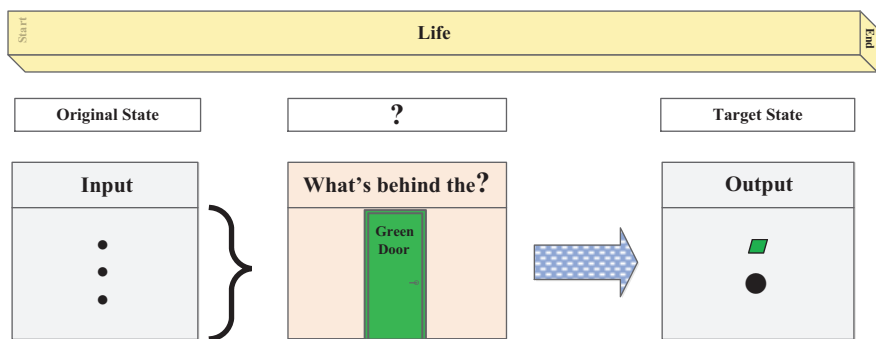 Start
Life
End
Original State
?
Target State
Input
What's behind the?
Output
Green
Door